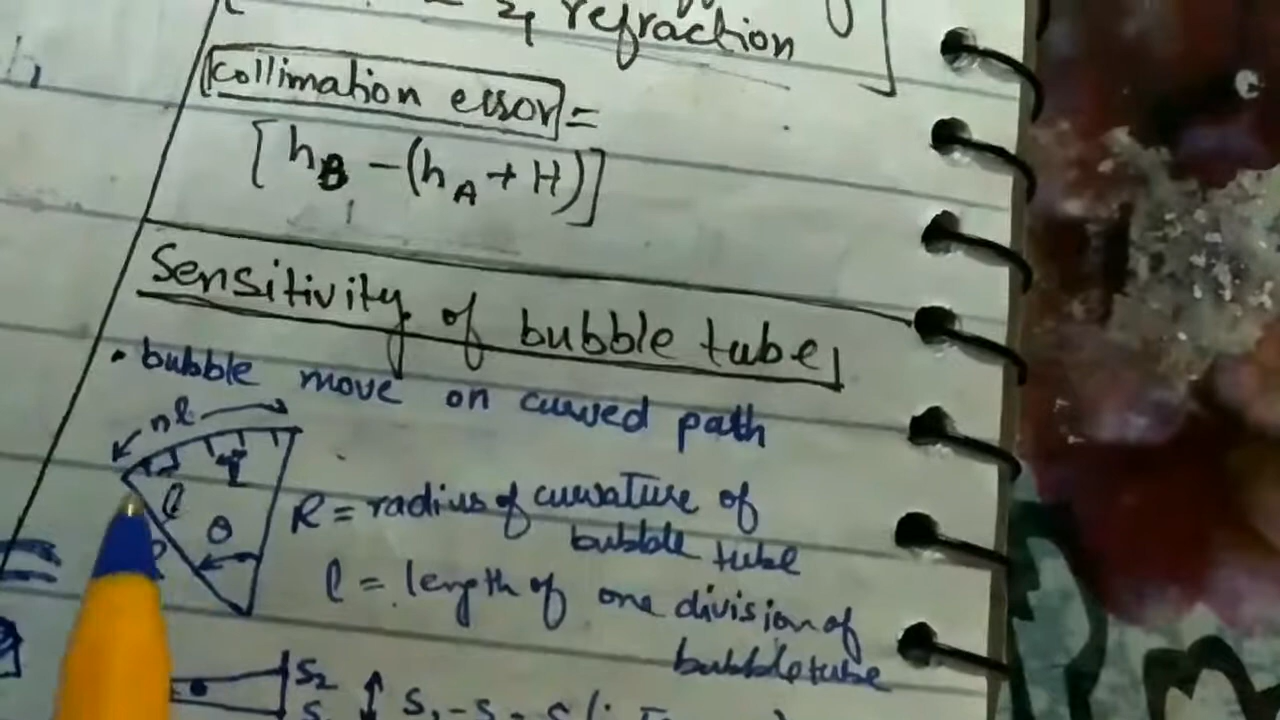 refraction
collimation error =
[hB - (hA + H)]
Sensitivity of bubble tube
• bubble move on curved path
nl
l
θ
R = radius of curvature of
bubble tube
l = length of one division of
bubble tube
S2